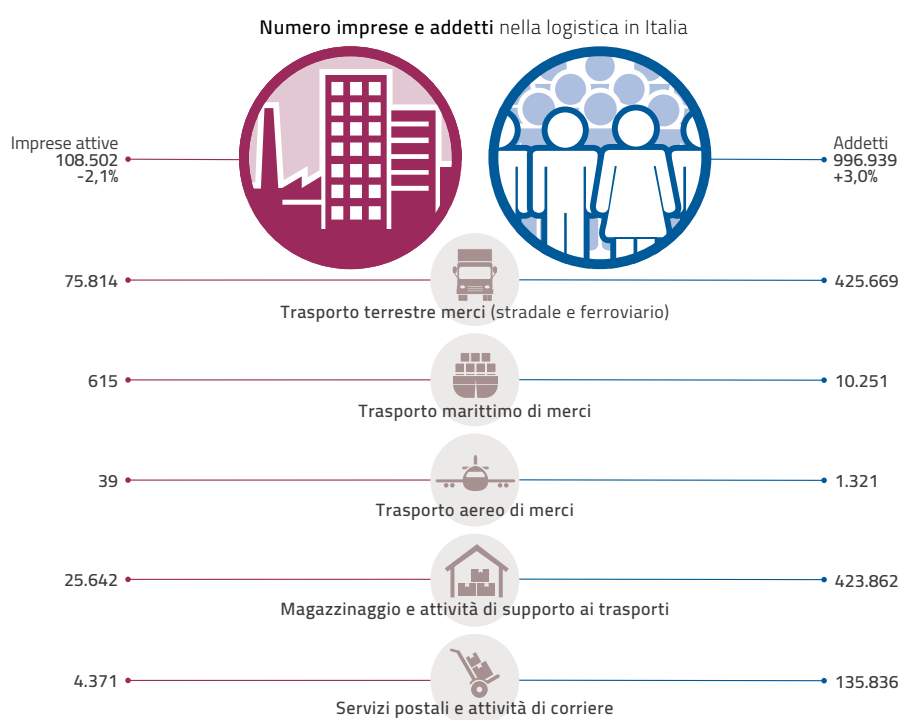 Numero imprese e addetti nella logistica in Italia
Imprese attive
108.502
-2,1%
Addetti
996.939
+3,0%
75.814
425.669
Trasporto terrestre merci (stradale e ferroviario)
615
10.251
Trasporto marittimo di merci
39
1.321
Trasporto aereo di merci
25.642
423.862
Magazzinaggio e attività di supporto ai trasporti
4.371
135.836
Servizi postali e attività di corriere